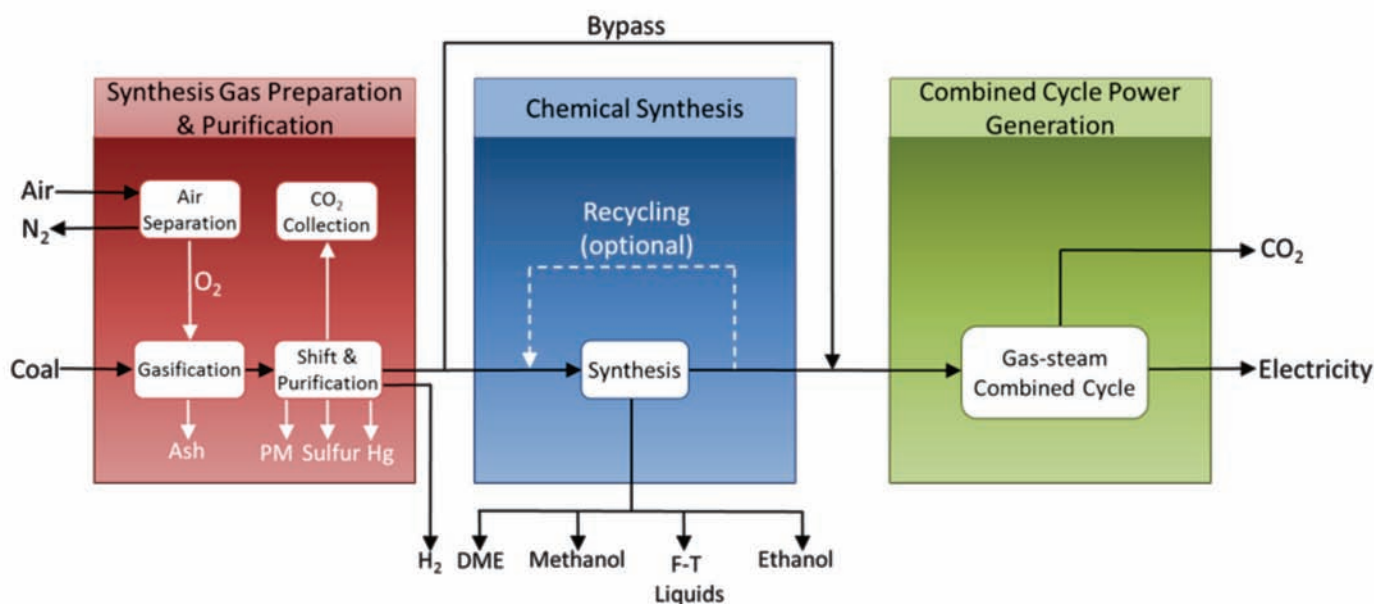 Bypass
Synthesis Gas Preparation
& Purification
Chemical Synthesis
Combined Cycle Power
Generation
Air
N₂
Air
Separation
CO₂
Collection
O₂
Coal
Gasification
Shift &
Purification
Ash
PM Sulfur Hg
Recycling
(optional)
Synthesis
Gas-steam
Combined Cycle
CO₂
Electricity
H₂
DME
Methanol
F-T
Liquids
Ethanol